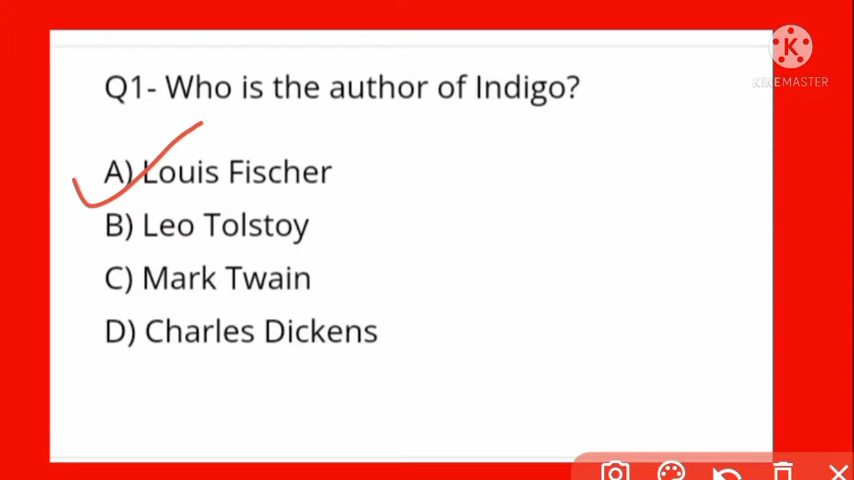 K
KINEMASTER
Q1- Who is the author of Indigo?
A) Louis Fischer
B) Leo Tolstoy
C) Mark Twain
D) Charles Dickens